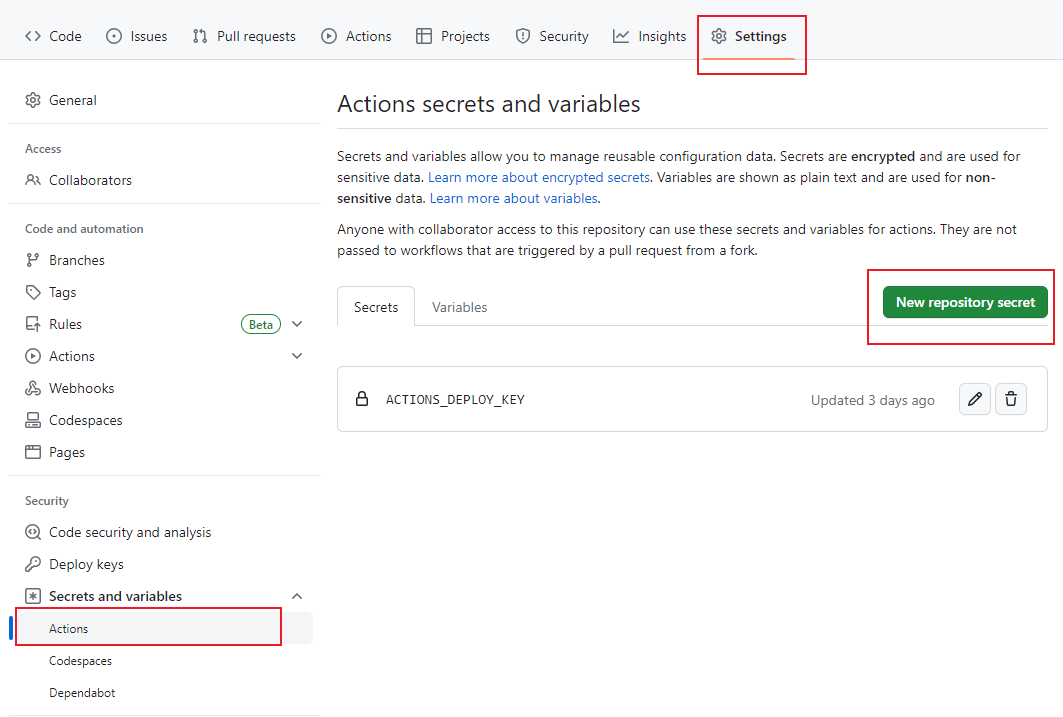 Code Issues Pull requests Actions Projects Security Insights Settings
General
Access
Collaborators
Code and automation
Branches
Tags
Rules Beta
Actions
Webhooks
Codespaces
Pages
Security
Code security and analysis
Deploy keys
Secrets and variables
Actions
Codespaces
Dependabot
Actions secrets and variables
Secrets and variables allow you to manage reusable configuration data. Secrets are encrypted and are used for
sensitive data. Learn more about encrypted secrets. Variables are shown as plain text and are used for non-
sensitive data. Learn more about variables.
Anyone with collaborator access to this repository can use these secrets and variables for actions. They are not
passed to workflows that are triggered by a pull request from a fork.
Secrets Variables New repository secret
ACTIONS_DEPLOY_KEY Updated 3 days ago